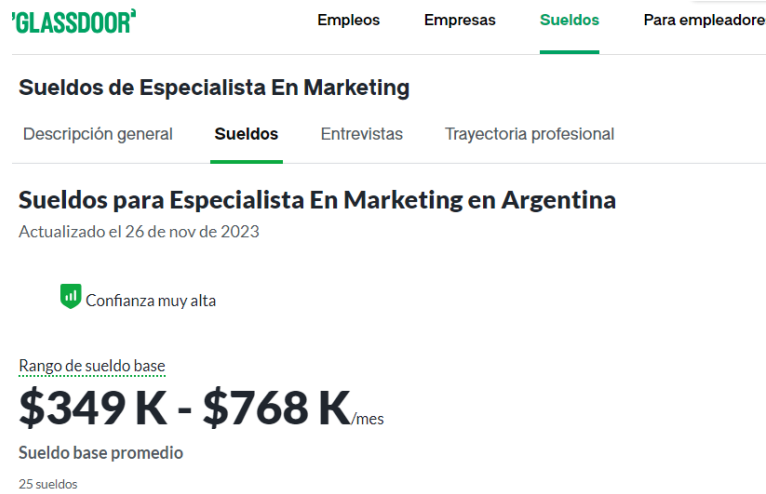 GLASSDOOR
Empleos Empresas Sueldos Para empleadore
Sueldos de Especialista En Marketing
Descripción general Sueldos Entrevistas Trayectoria profesional
Sueldos para Especialista En Marketing en Argentina
Actualizado el 26 de nov de 2023
Confianza muy alta
Rango de sueldo base
$349 K - $768 K/mes
Sueldo base promedio
25 sueldos